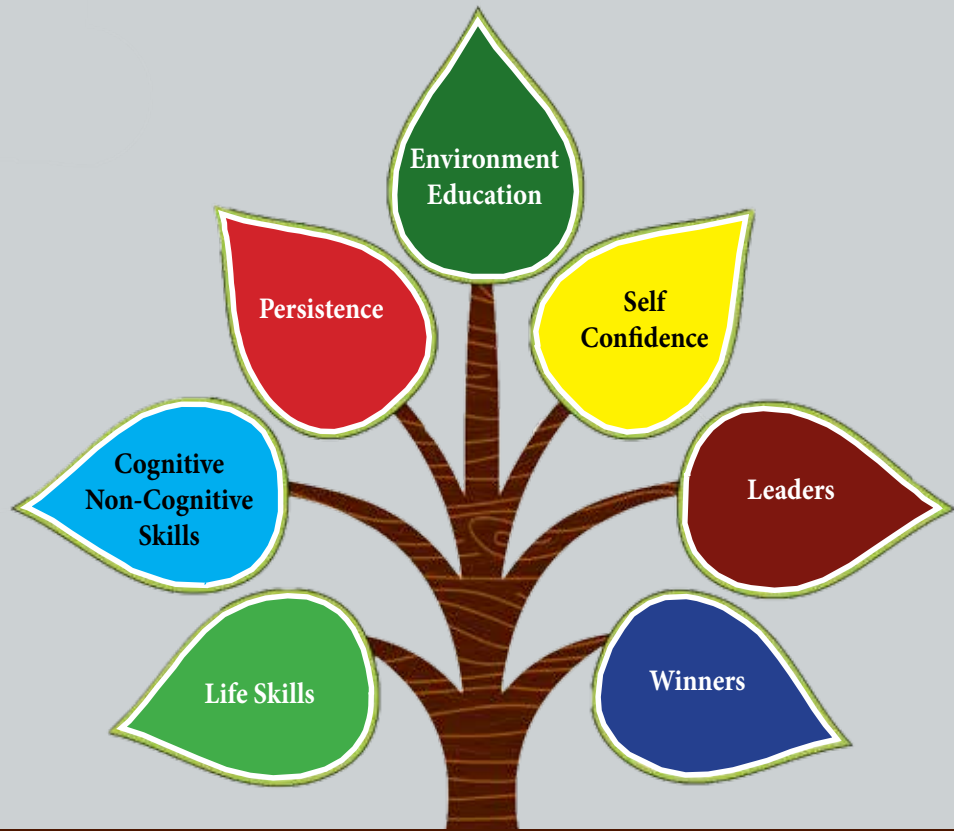 Environment
Education
Persistence
Self
Confidence
Cognitive
Non-Cognitive
Skills
Leaders
Life Skills
Winners